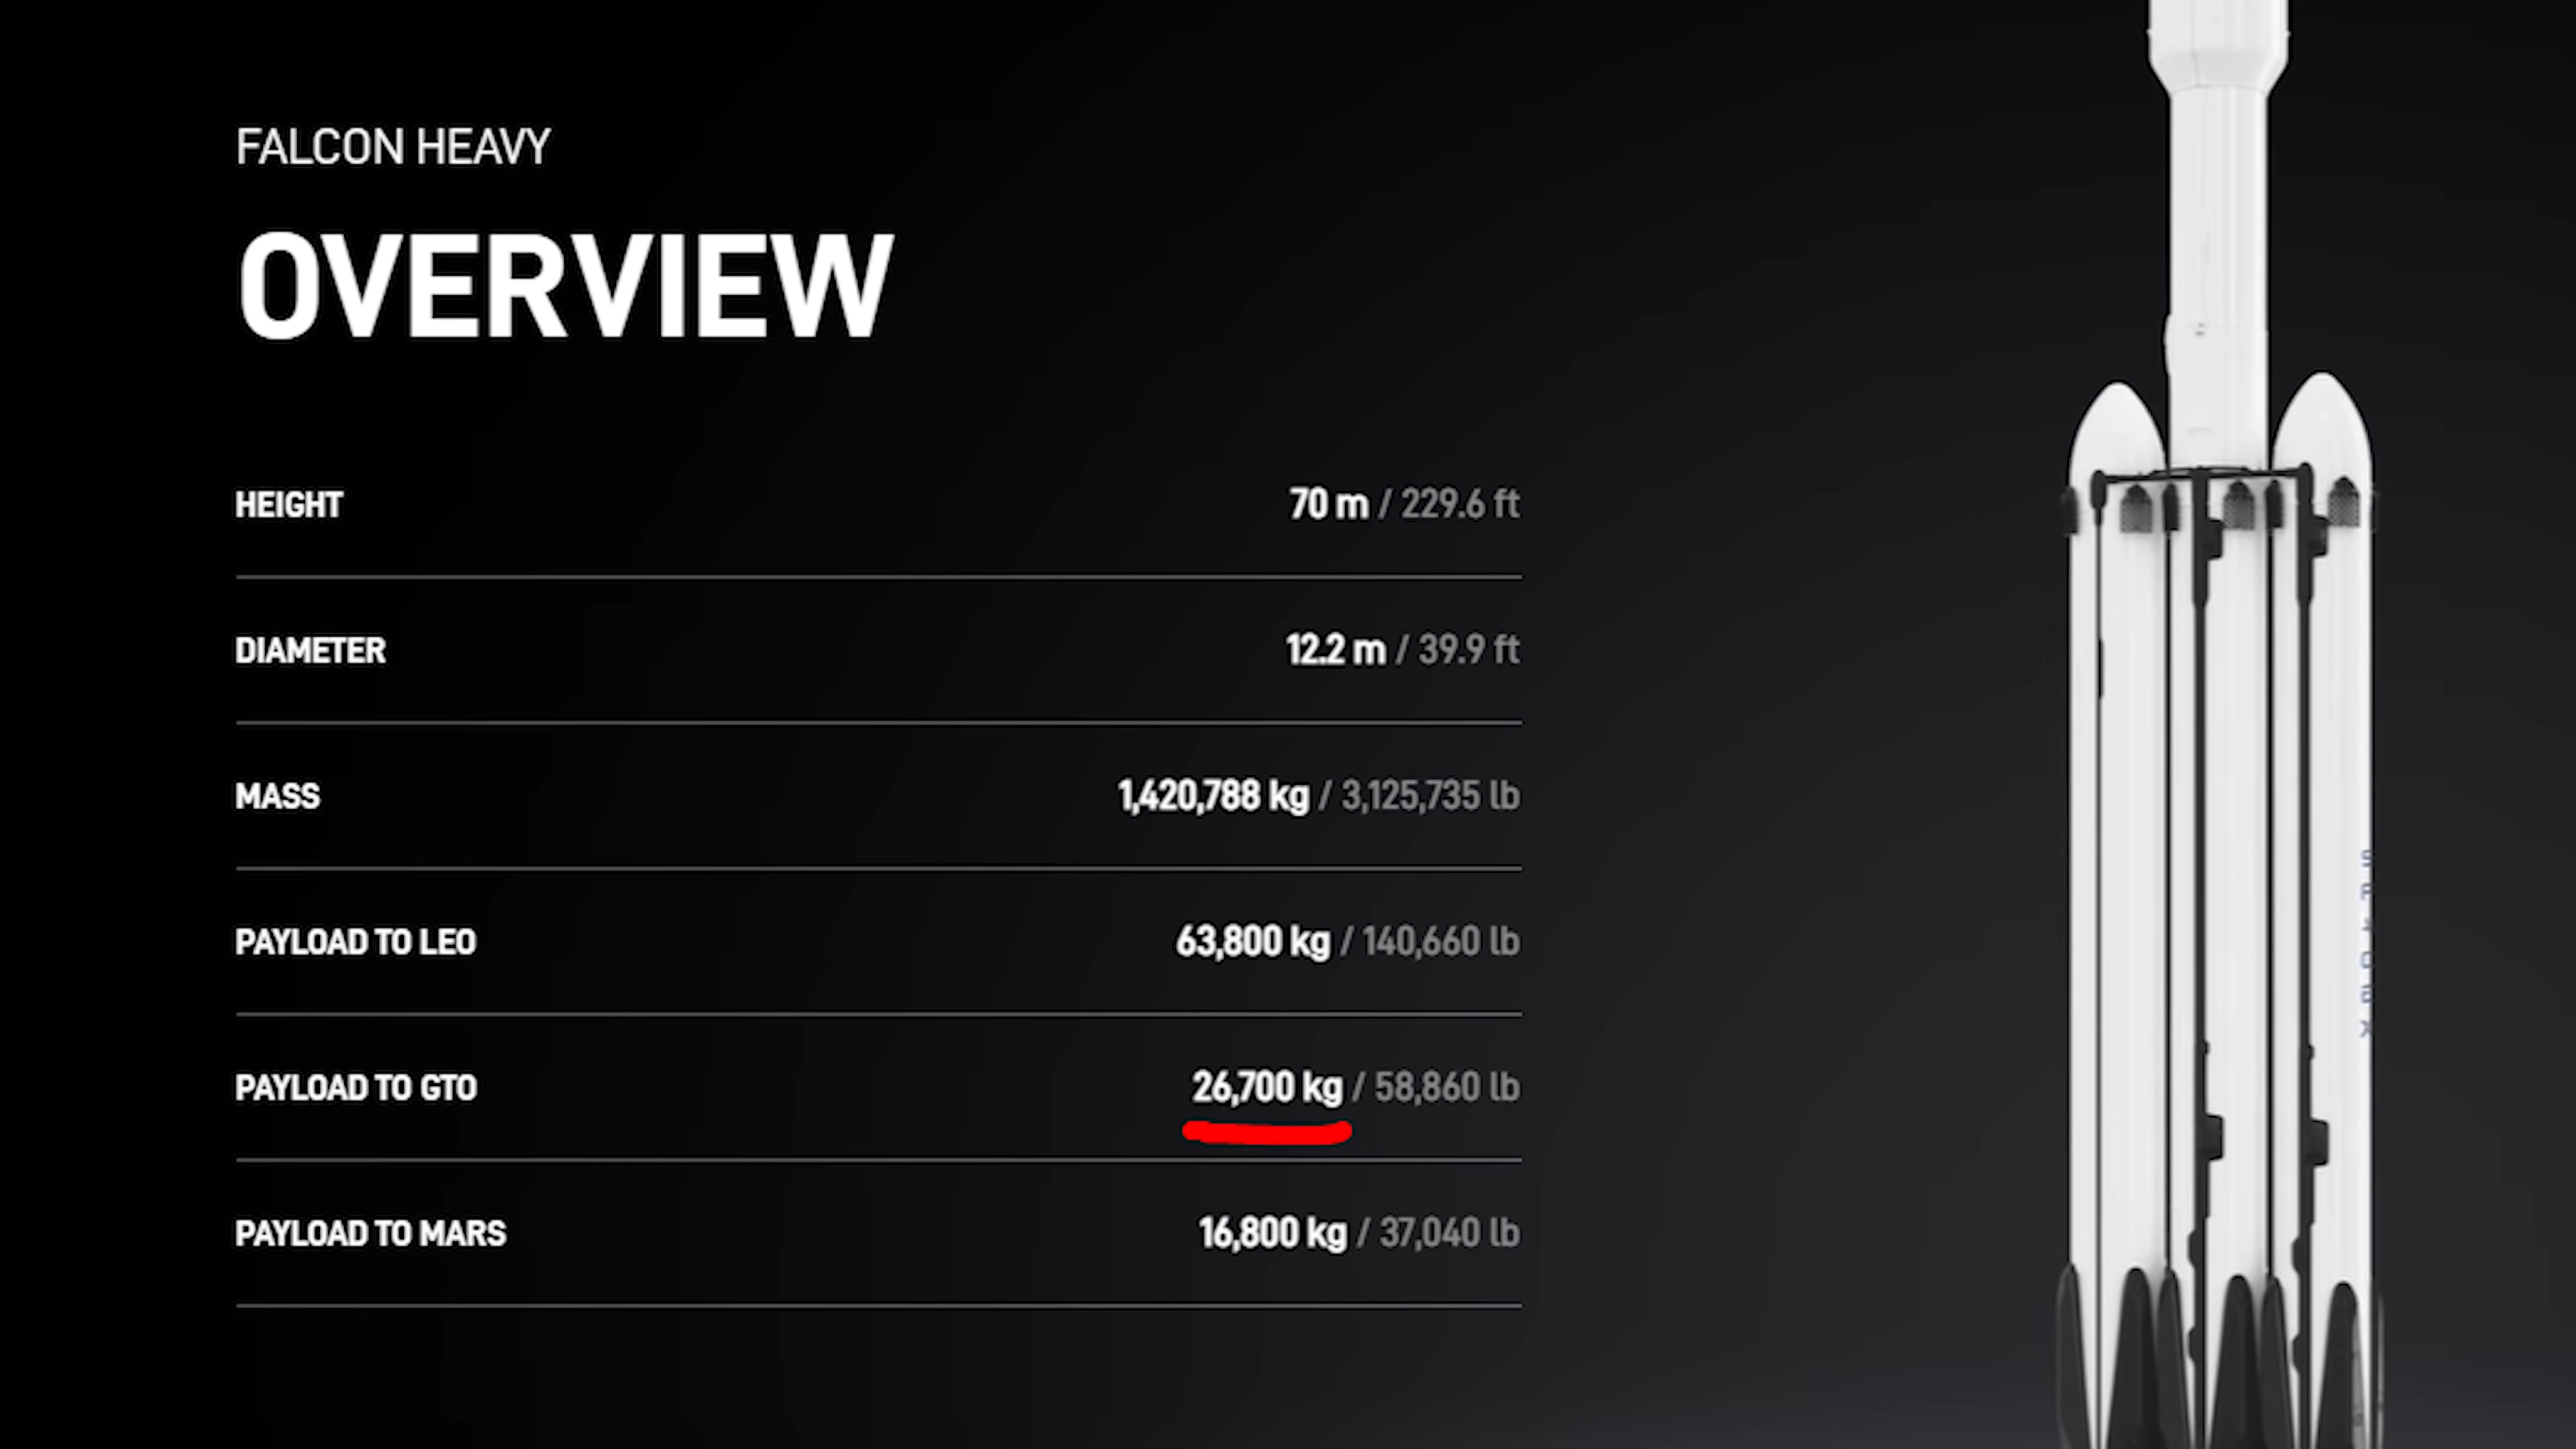 FALCON HEAVY
OVERVIEW
HEIGHT 70 m / 229.6 ft
DIAMETER 12.2 m / 39.9 ft
MASS 1,420,788 kg / 3,125,735 lb
PAYLOAD TO LEO 63,800 kg / 140,660 lb
PAYLOAD TO GTO 26,700 kg / 58,860 lb
PAYLOAD TO MARS 16,800 kg / 37,040 lb
SPACEX